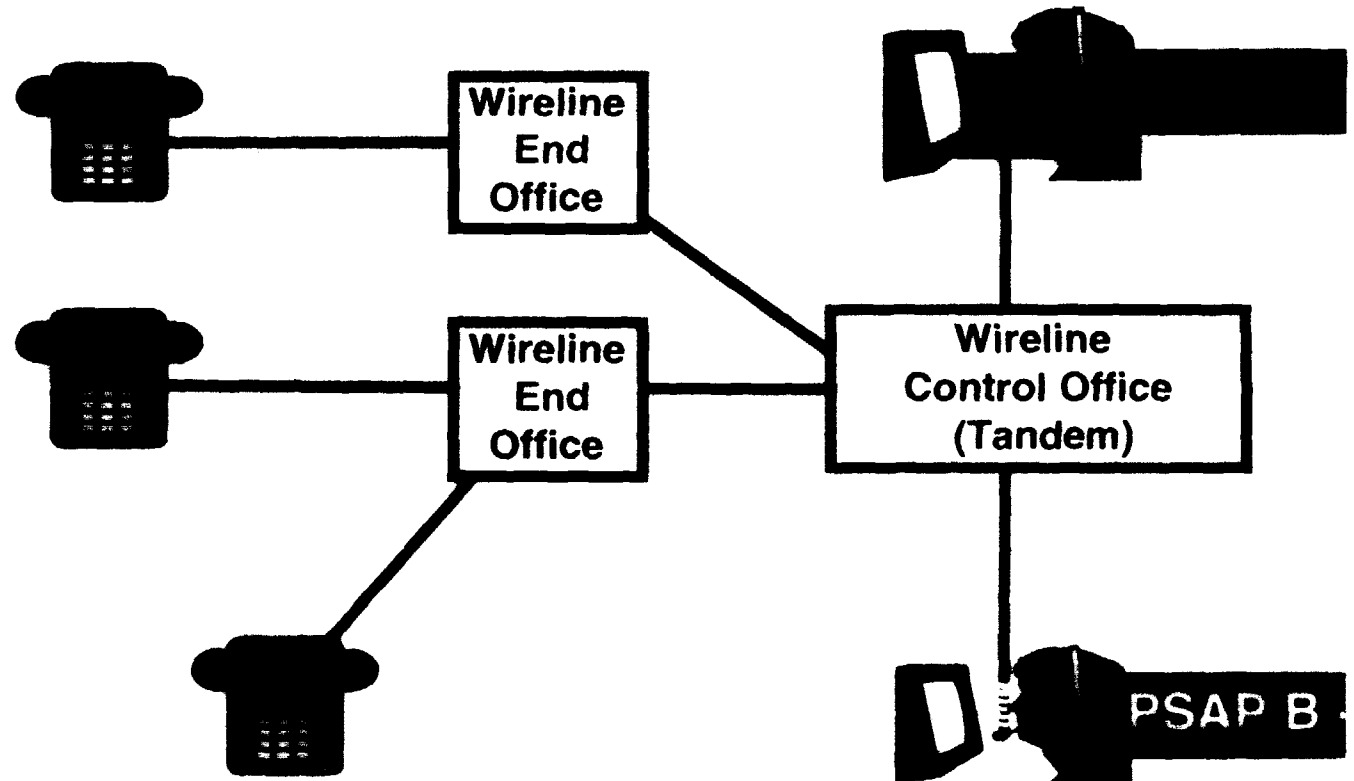 Wireline
End
Office
Wireline
End
Office
Wireline
Control Office
(Tandem)
PSAP B